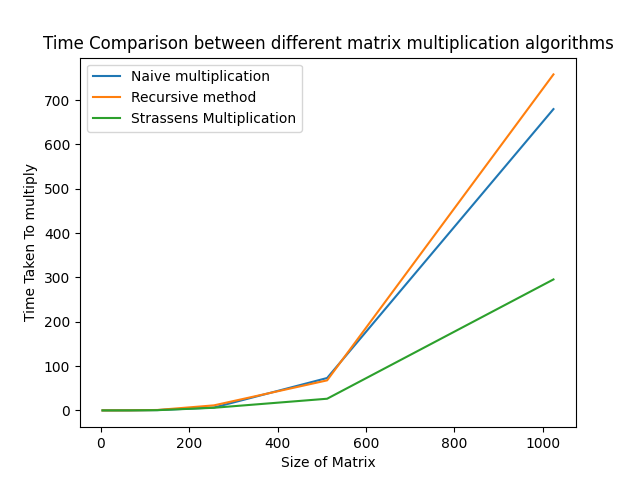 Time Comparison between different matrix multiplication algorithms
Naive multiplication
Recursive method
Strassens Multiplication
Time Taken To multiply
700
600
500
400
300
200
100
0
0 200 400 600 800 1000
Size of Matrix